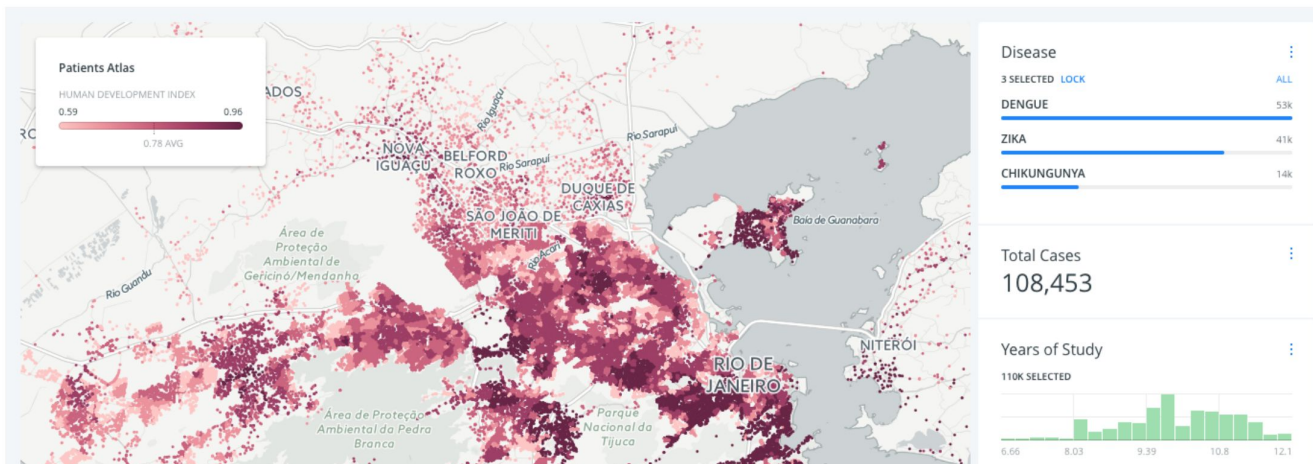 Patients Atlas
HUMAN DEVELOPMENT INDEX
0.59 0.96
0.78 AVG
ADOS
Rio Iguaçu
NOVA
IGUAÇU
BELFORD
ROXO
Rio Sarapuí
Rio Sarapuí
DUQUE DE
CAXIAS
SÃO JOÃO DE
MERITI
Rio Acari
Baía de Guanabara
Área de
Proteção
Ambiental de
Gericinó/Mendanha
Rio Guandu
NITERÓI
RIO DE
JANEIRO
Área de Proteção
Ambiental da Pedra
Branca
Parque
Nacional da
Tijuca
Disease
3 SELECTED LOCK ALL
DENGUE 53k
ZIKA 41k
CHIKUNGUNYA 14k
Total Cases
108,453
Years of Study
110K SELECTED
6.66 8.03 9.39 10.8 12.1